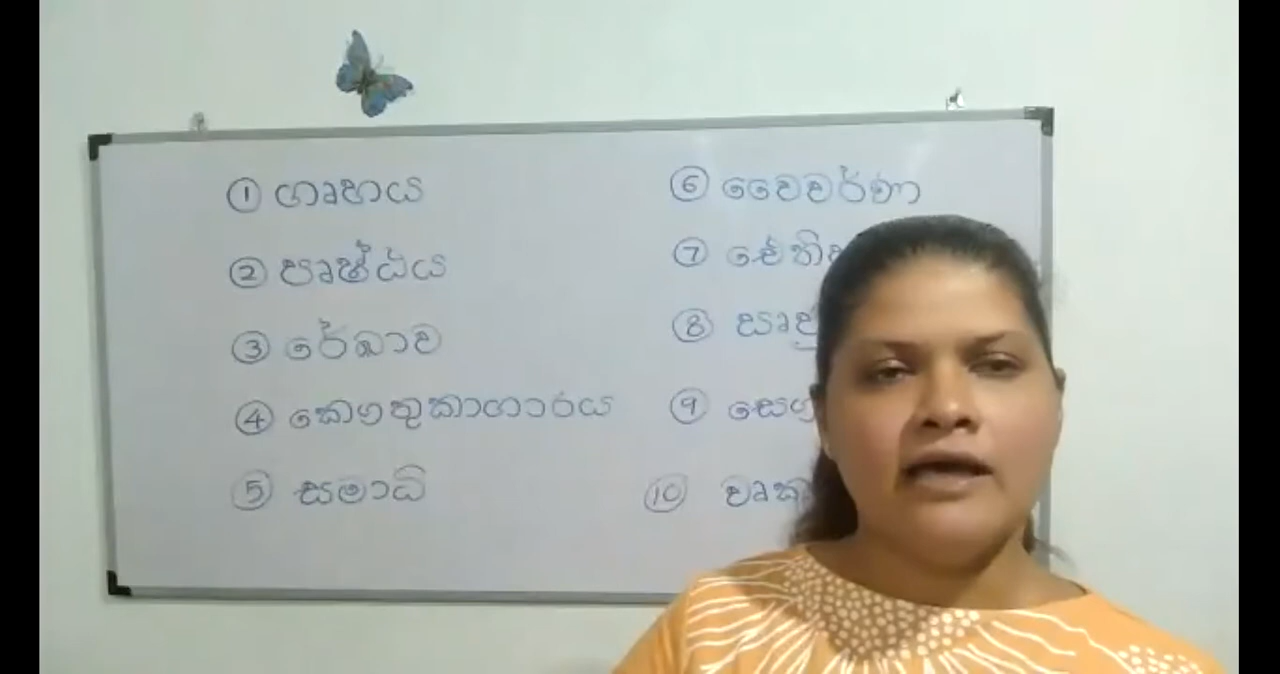 ① ගෘහය
② පෘෂ්ඨය
③ රේඛාව
④ කෞතුකාගාරය
⑤ සමාධි
⑥ වෛවර්ණා
⑦
⑧
⑨
⑩